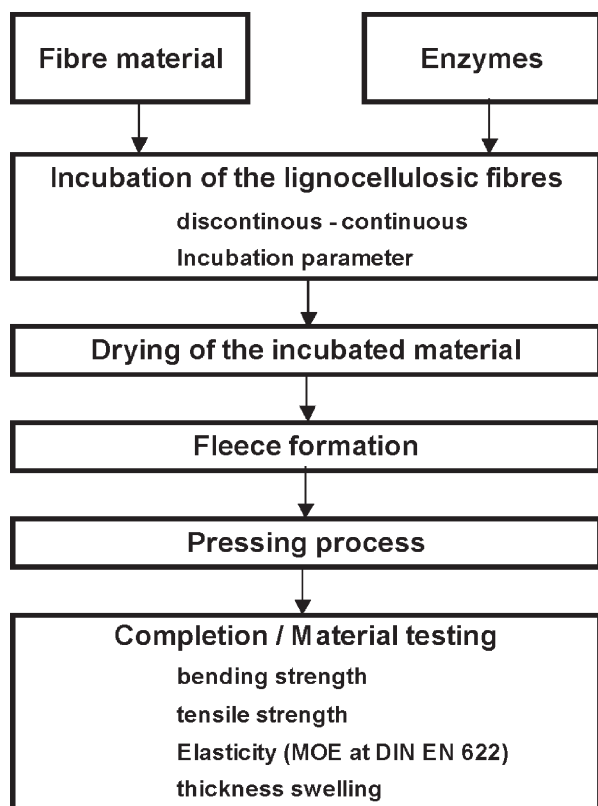 Fibre material
Enzymes
Incubation of the lignocellulosic fibres
discontinous - continuous
Incubation parameter
Drying of the incubated material
Fleece formation
Pressing process
Completion / Material testing
bending strength
tensile strength
Elasticity (MOE at DIN EN 622)
thickness swelling